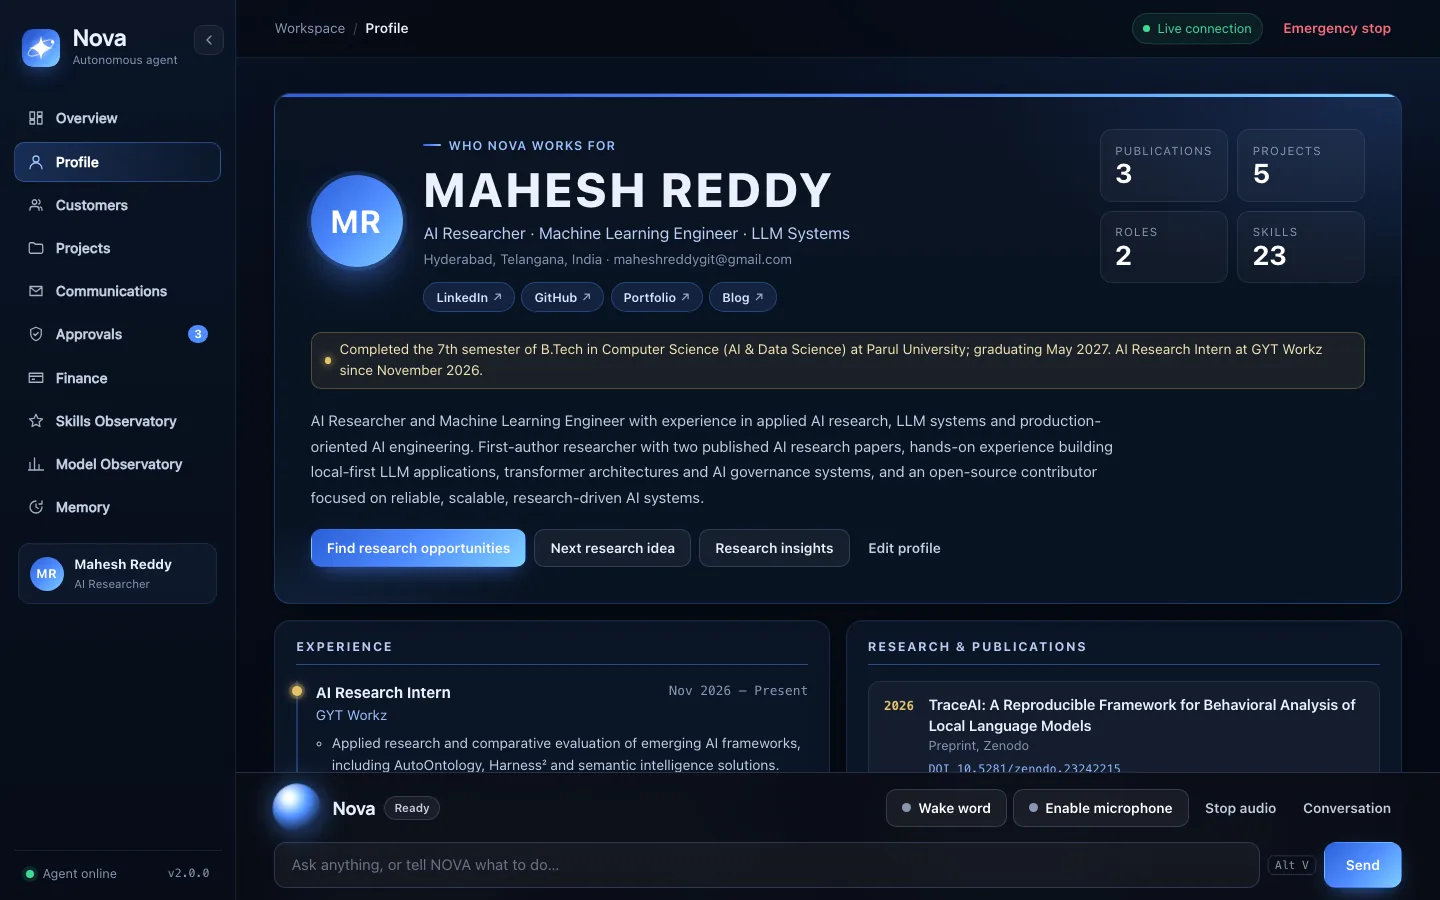 Nova
Autonomous agent
Overview
Profile
Customers
Projects
Communications
Approvals 3
Finance
Skills Observatory
Model Observatory
Memory
MR
Mahesh Reddy
AI Researcher
Agent online v2.0.0
Workspace / Profile
Live connection
Emergency stop
WHO NOVA WORKS FOR
MR
MAHESH REDDY
AI Researcher · Machine Learning Engineer · LLM Systems
Hyderabad, Telangana, India · maheshreddygit@gmail.com
LinkedIn ↗ GitHub ↗ Portfolio ↗ Blog ↗
PUBLICATIONS
3
PROJECTS
5
ROLES
2
SKILLS
23
Completed the 7th semester of B.Tech in Computer Science (AI & Data Science) at Parul University; graduating May 2027. AI Research Intern at GYT Workz
since November 2026.
AI Researcher and Machine Learning Engineer with experience in applied AI research, LLM systems and production-
oriented AI engineering. First-author researcher with two published AI research papers, hands-on experience building
local-first LLM applications, transformer architectures and AI governance systems, and an open-source contributor
focused on reliable, scalable, research-driven AI systems.
Find research opportunities Next research idea Research insights Edit profile
EXPERIENCE
AI Research Intern Nov 2026 – Present
GYT Workz
Applied research and comparative evaluation of emerging AI frameworks,
including AutoOntology, Harness² and semantic intelligence solutions.
RESEARCH & PUBLICATIONS
2026 TraceAI: A Reproducible Framework for Behavioral Analysis of
Local Language Models
Preprint, Zenodo
DOI 10.5281/zenodo.23242215
Nova Ready
Wake word Enable microphone Stop audio Conversation
Ask anything, or tell NOVA what to do...
Alt V
Send